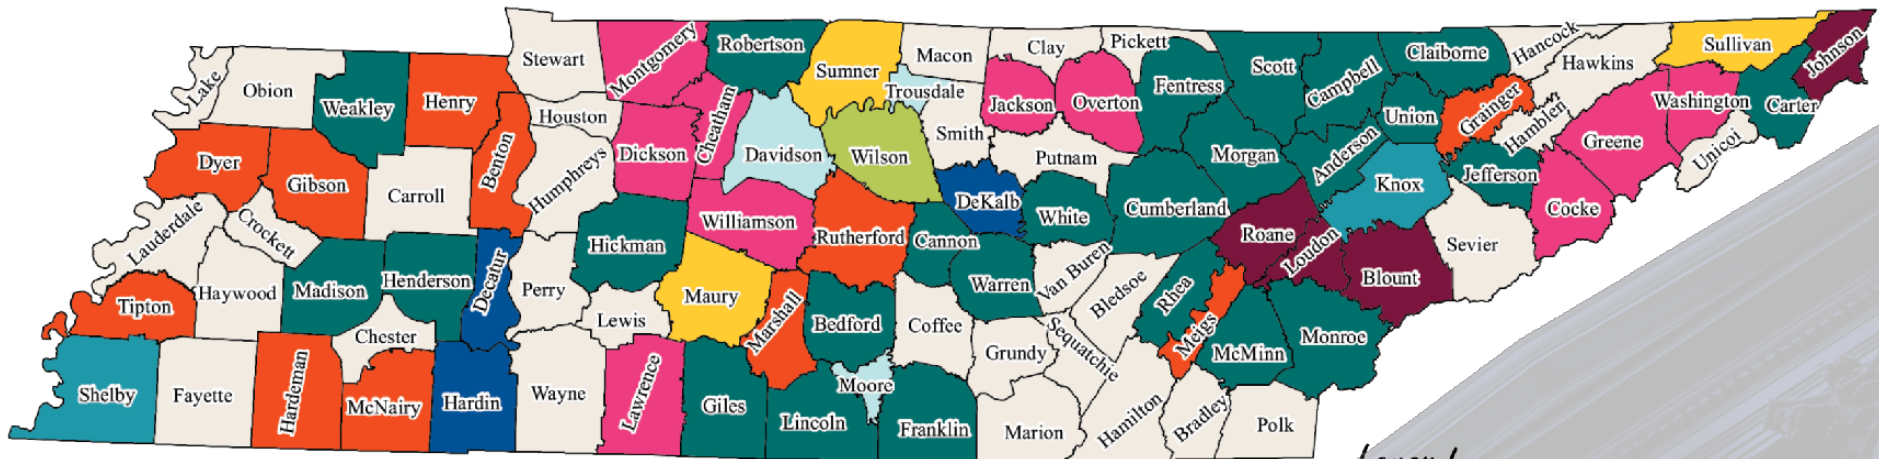 Lake
Obion
Weakley
Henry
Stewart
Montgomery
Robertson
Sumner
Macon
Trousdale
Clay
Pickett
Jackson
Overton
Fentress
Scott
Campbell
Claiborne
Union
Grainger
Hancock
Hawkins
Hamblen
Sullivan
Johnson
Washington
Carter
Unicoi
Greene
Dyer
Gibson
Carroll
Benton
Houston
Humphreys
Dickson
Cheatham
Davidson
Wilson
Smith
Putnam
DeKalb
White
Cumberland
Morgan
Anderson
Knox
Jefferson
Cocke
Sevier
Lauderdale
Crockett
Haywood
Madison
Henderson
Decatur
Perry
Hickman
Williamson
Rutherford
Cannon
Warren
Van Buren
Bledsoe
Rhea
Roane
Loudon
Blount
Tipton
Chester
Lewis
Maury
Marshall
Bedford
Coffee
Grundy
Sequatchie
Meigs
McMinn
Monroe
Shelby
Fayette
Hardeman
McNairy
Hardin
Wayne
Lawrence
Giles
Lincoln
Moore
Franklin
Marion
Hamilton
Bradley
Polk